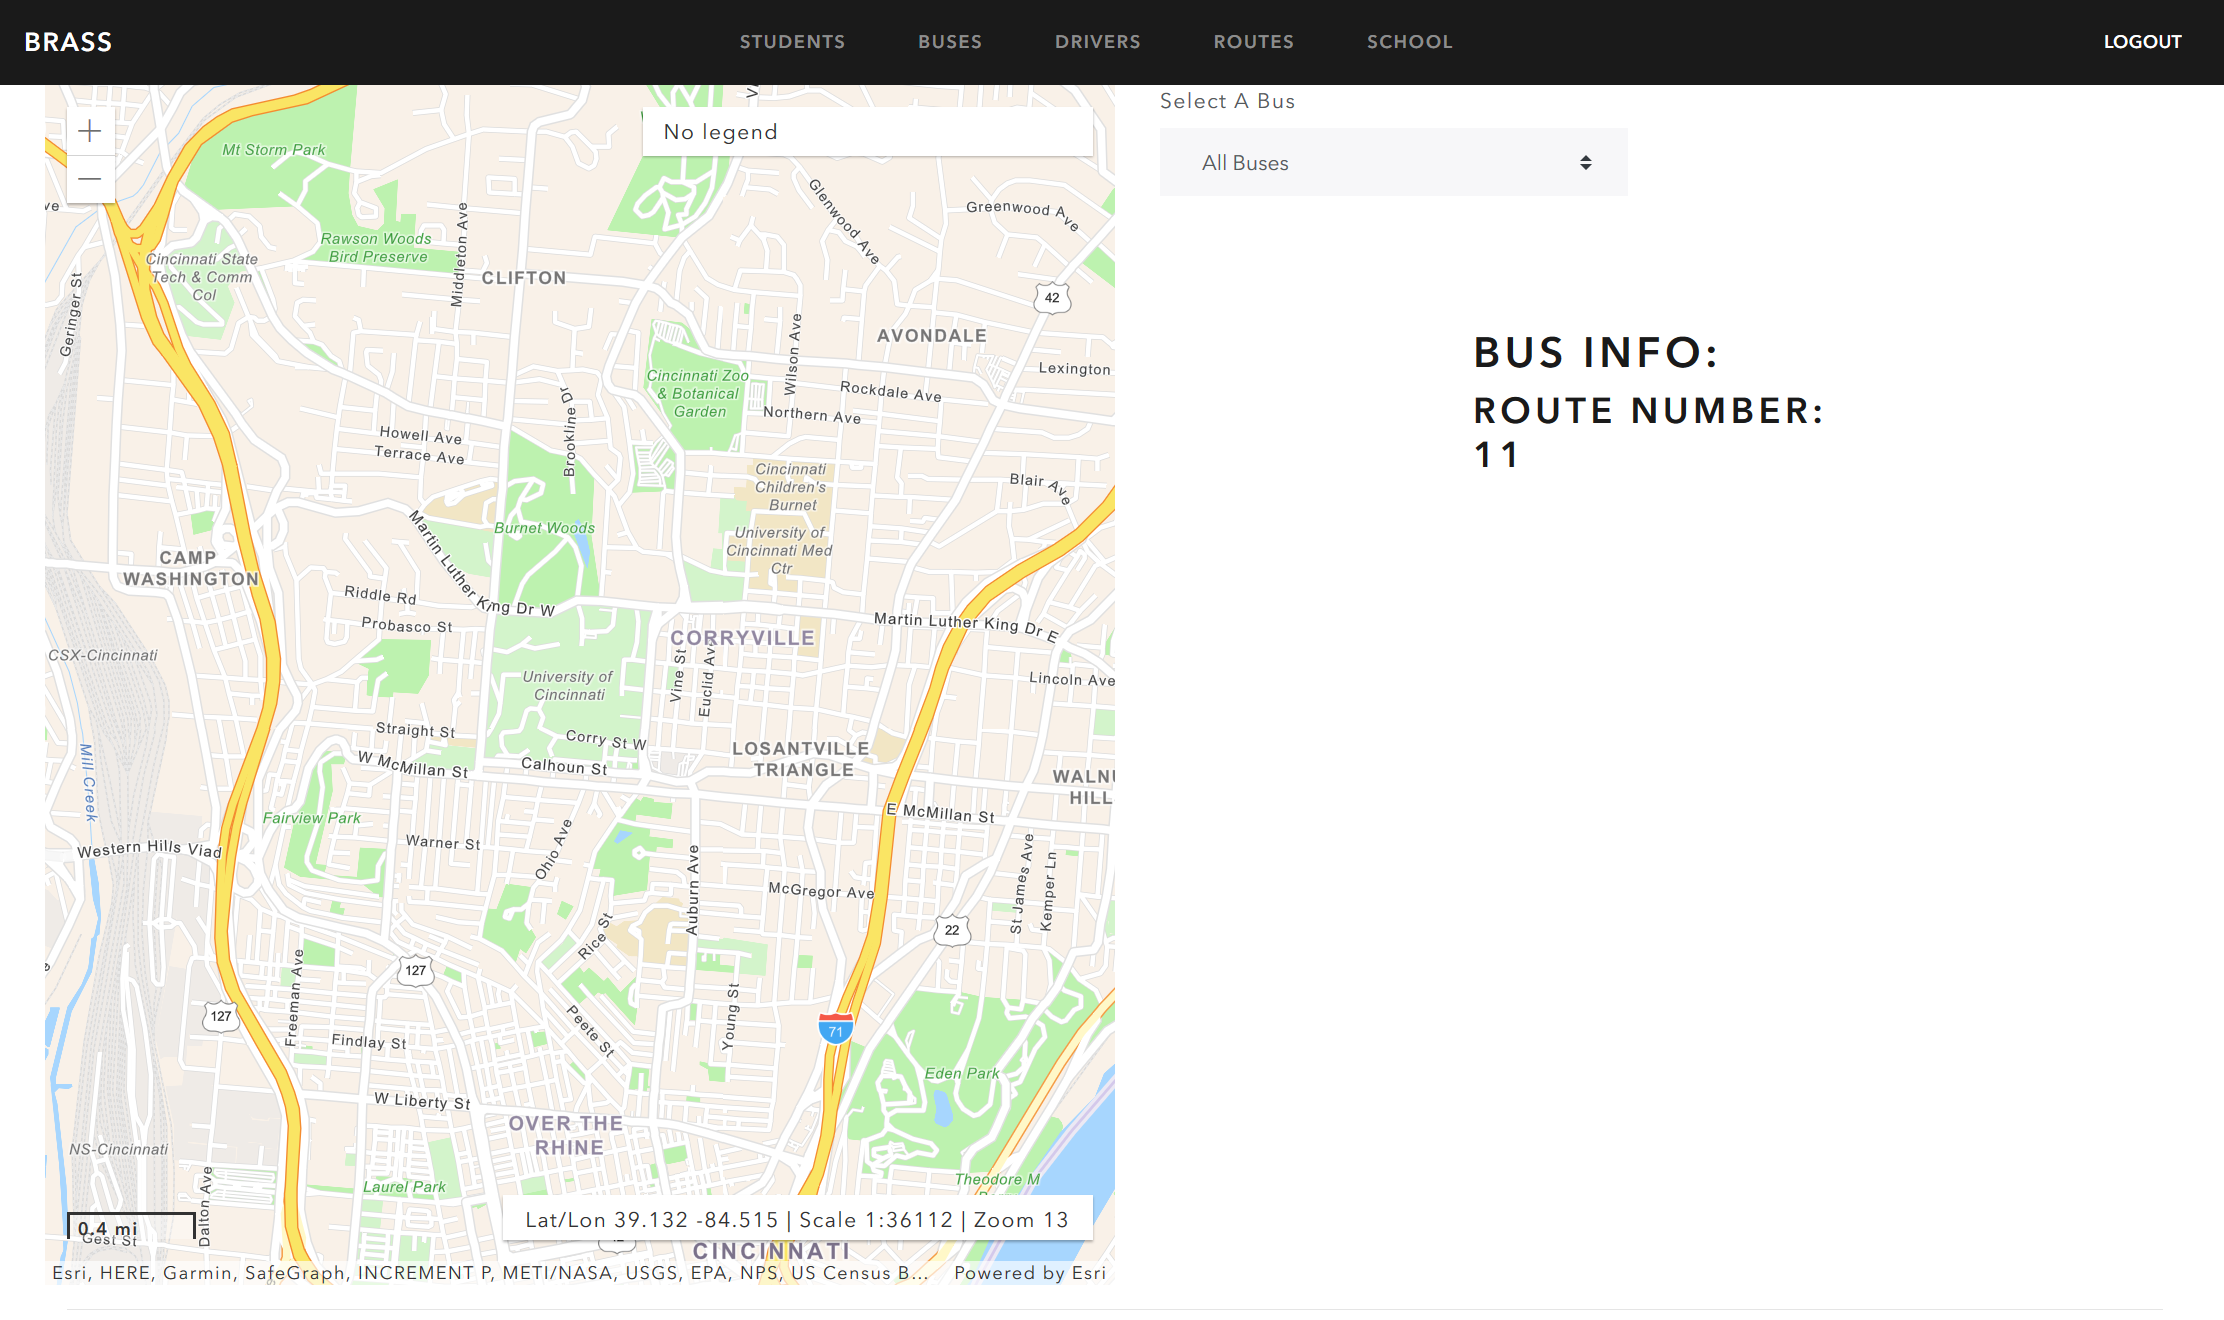 BRASS
STUDENTS
BUSES
DRIVERS
ROUTES
SCHOOL
LOGOUT
Select A Bus
All Buses
BUS INFO:
ROUTE NUMBER:
11
No legend
Mt Storm Park
Rawson Woods
Bird Preserve
Middleton Ave
CLIFTON
Glenwood Ave
Greenwood Ave
42
Cincinnati State
Tech & Comm
Col
Geringer St
AVONDALE
Wilson Ave
Lexington
Cincinnati Zoo
& Botanical
Garden
Rockdale Ave
Northern Ave
Brookline Dr
Howell Ave
Terrace Ave
Cincinnati
Children's
Burnet
Blair Ave
Burnet Woods
University of
Cincinnati Med
Ctr
Martin Luther King Dr W
CAMP
WASHINGTON
Riddle Rd
Probasco St
Martin Luther King Dr E
CORRYVILLE
CSX-Cincinnati
Vine St
Euclid Ave
University of
Cincinnati
Lincoln Ave
Straight St
Corry St W
Mill Creek
W McMillan St
Calhoun St
LOSANTVILLE
TRIANGLE
WALNU
HILL
E McMillan St
Fairview Park
Western Hills Viad
Warner St
Ohio Ave
Auburn Ave
McGregor Ave
St James Ave
Kemper Ln
Rice St
22
127
127
Freeman Ave
Findlay St
Peete St
Young St
71
Eden Park
W Liberty St
OVER THE
RHINE
NS-Cincinnati
Laurel Park
Dalton Ave
Theodore M
0.4 mi
Gest St
Lat/Lon 39.132 -84.515 | Scale 1:36112 | Zoom 13
CINCINNATI
Esri, HERE, Garmin, SafeGraph, INCREMENT P, METI/NASA, USGS, EPA, NPS, US Census B...
Powered by Esri